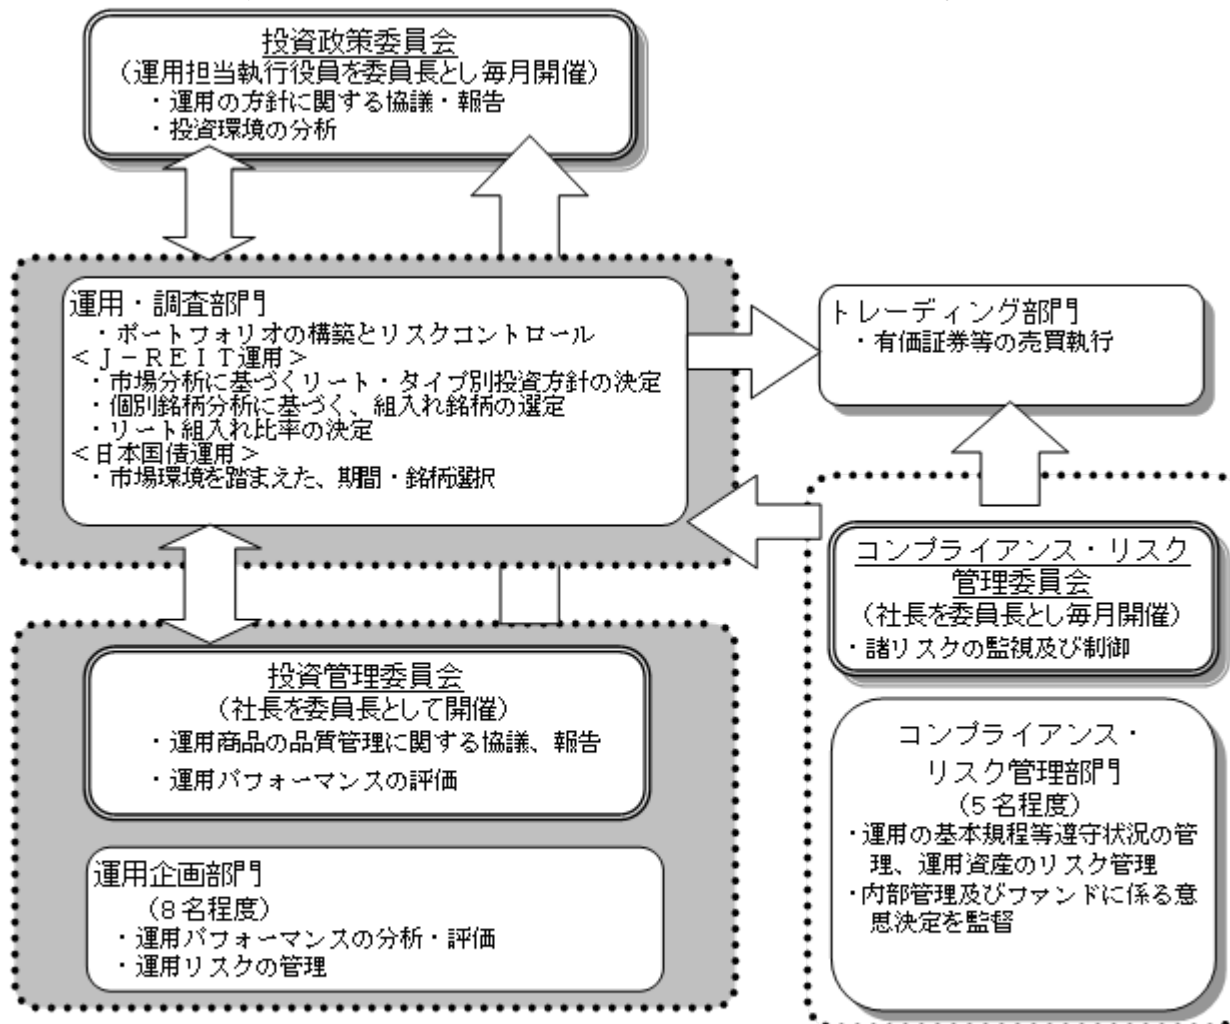 投資政策委員会
（運用担当執行役員を委員長とし毎月開催）
・運用の方針に関する協議・報告
・投資環境の分析
運用・調査部門
・ポートフォリオの構築とリスクコントロール
＜Ｊ－ＲＥＩＴ運用＞
・市場分析に基づくリート・タイプ別投資方針の決定
・個別銘柄分析に基づく、組入れ銘柄の選定
・リート組入れ比率の決定
＜日本国債運用＞
・市場環境を踏まえた、期間・銘柄選択
トレーディング部門
・有価証券等の売買執行
投資管理委員会
（社長を委員長として開催）
・運用商品の品質管理に関する協議、報告
・運用パフォーマンスの評価
運用企画部門
（８名程度）
・運用パフォーマンスの分析・評価
・運用リスクの管理
コンプライアンス・リスク
管理委員会
（社長を委員長とし毎月開催）
・諸リスクの監視及び制御
コンプライアンス・
リスク管理部門
（５名程度）
・運用の基本規程等遵守状況の管
理、運用資産のリスク管理
・内部管理及びファンドに係る意
思決定を監督